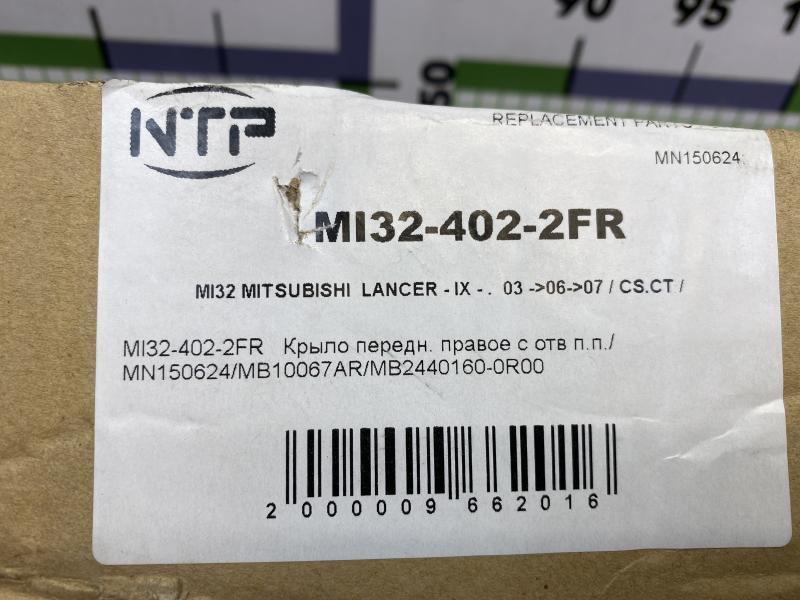 90 95
50
NTP
REPLACEMENT PARTS
MN150624
MI32-402-2FR
MI32 MITSUBISHI LANCER - IX - . 03 ->06->07 / CS.CT /
MI32-402-2FR Крыло передн. правое с отв п.п./
MN150624/MB10067AR/MB2440160-0R00
2 000009 662016